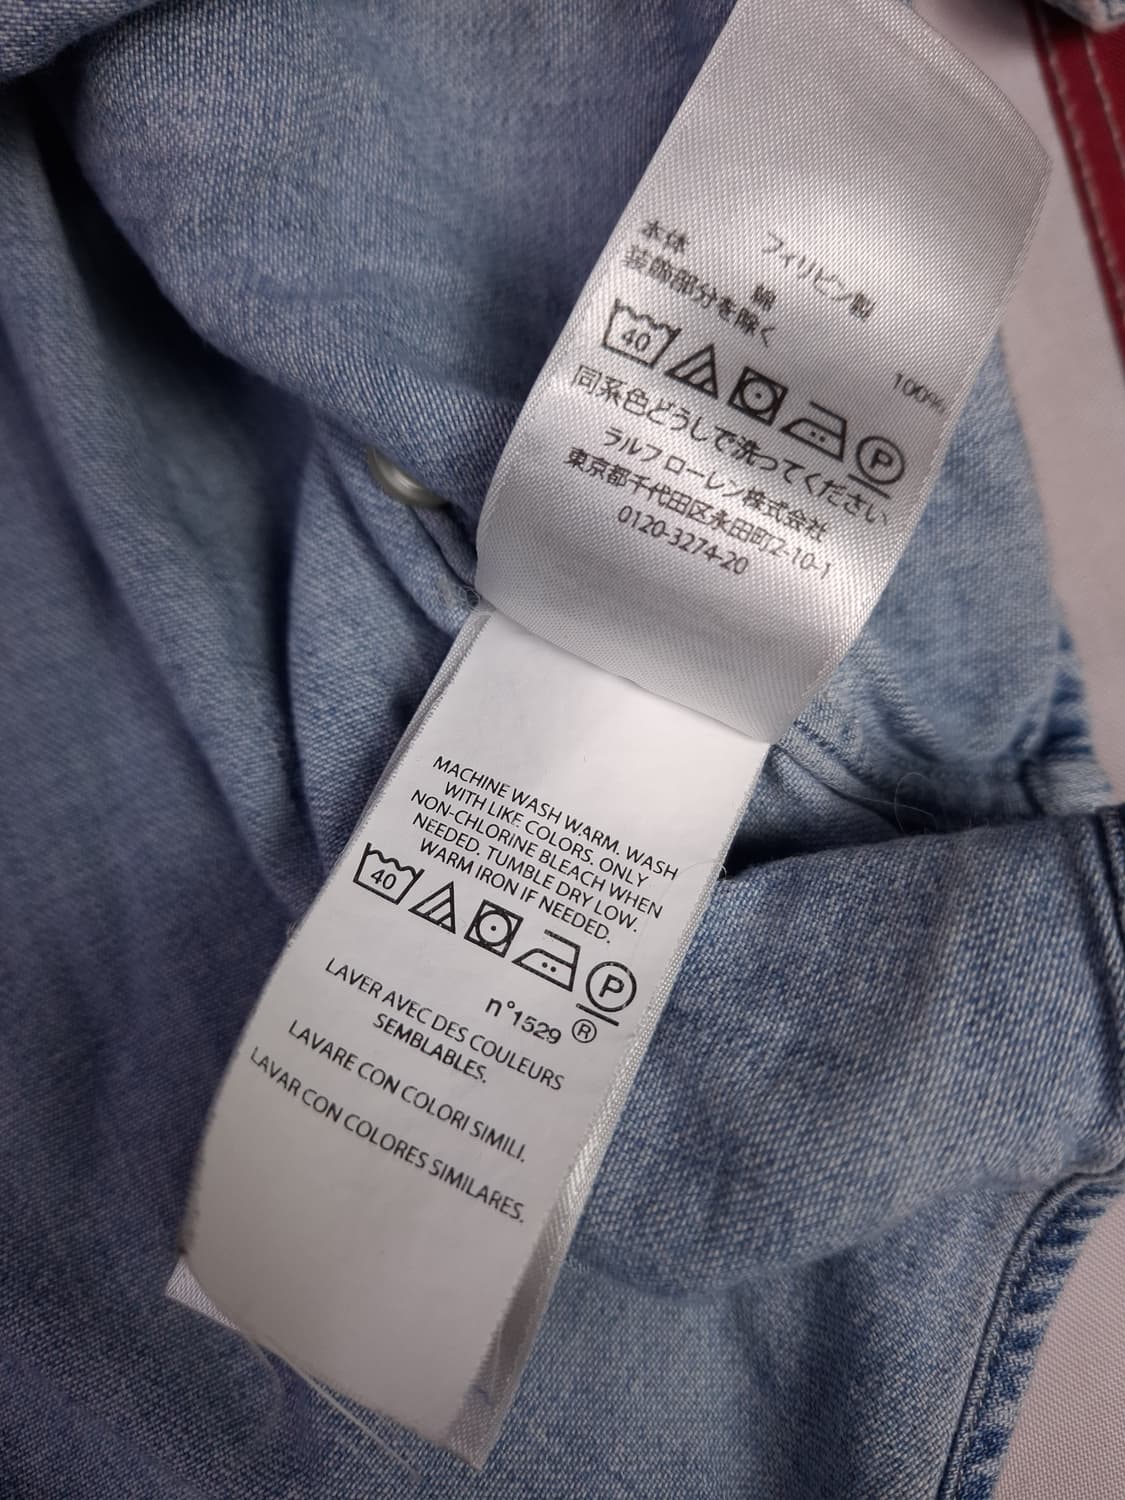 フィリピン製
本体 綿 100%
装飾部分を除く
40 P
同系色どうしで洗ってください
ラルフ ローレン株式会社
東京都千代田区永田町2-10-1
0120-3274-20
MACHINE WASH WARM. WASH
WITH LIKE COLORS. ONLY
NON-CHLORINE BLEACH WHEN
NEEDED. TUMBLE DRY LOW.
WARM IRON IF NEEDED.
40 P
n°1529 ®
LAVER AVEC DES COULEURS
SEMBLABLES.
LAVARE CON COLORI SIMILI.
LAVAR CON COLORES SIMILARES.